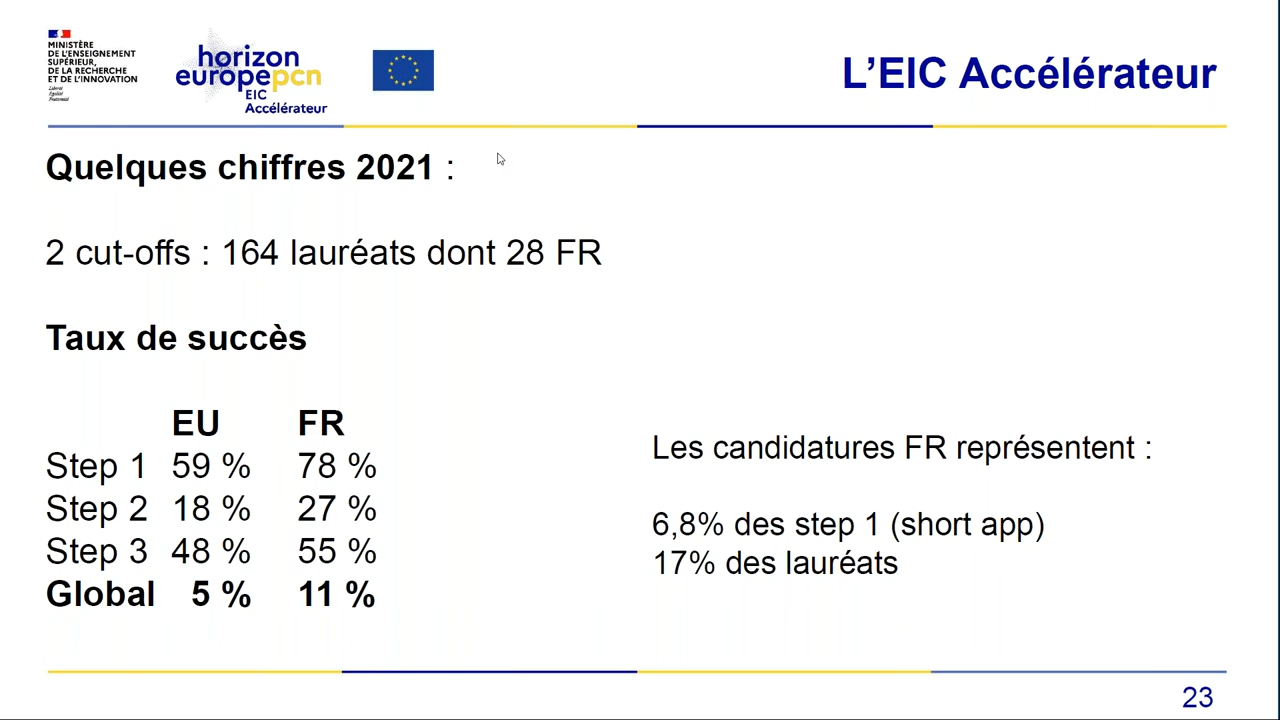 MINISTÈRE
DE L'ENSEIGNEMENT
SUPÉRIEUR,
DE LA RECHERCHE
ET DE L'INNOVATION
Liberté
Égalité
Fraternité
horizon
europepcn
EIC
Accélérateur
L’EIC Accélérateur
Quelques chiffres 2021 :
2 cut-offs : 164 lauréats dont 28 FR
Taux de succès
EU FR
Step 1 59 % 78 %
Step 2 18 % 27 %
Step 3 48 % 55 %
Global 5 % 11 %
Les candidatures FR représentent :
6,8% des step 1 (short app)
17% des lauréats
23